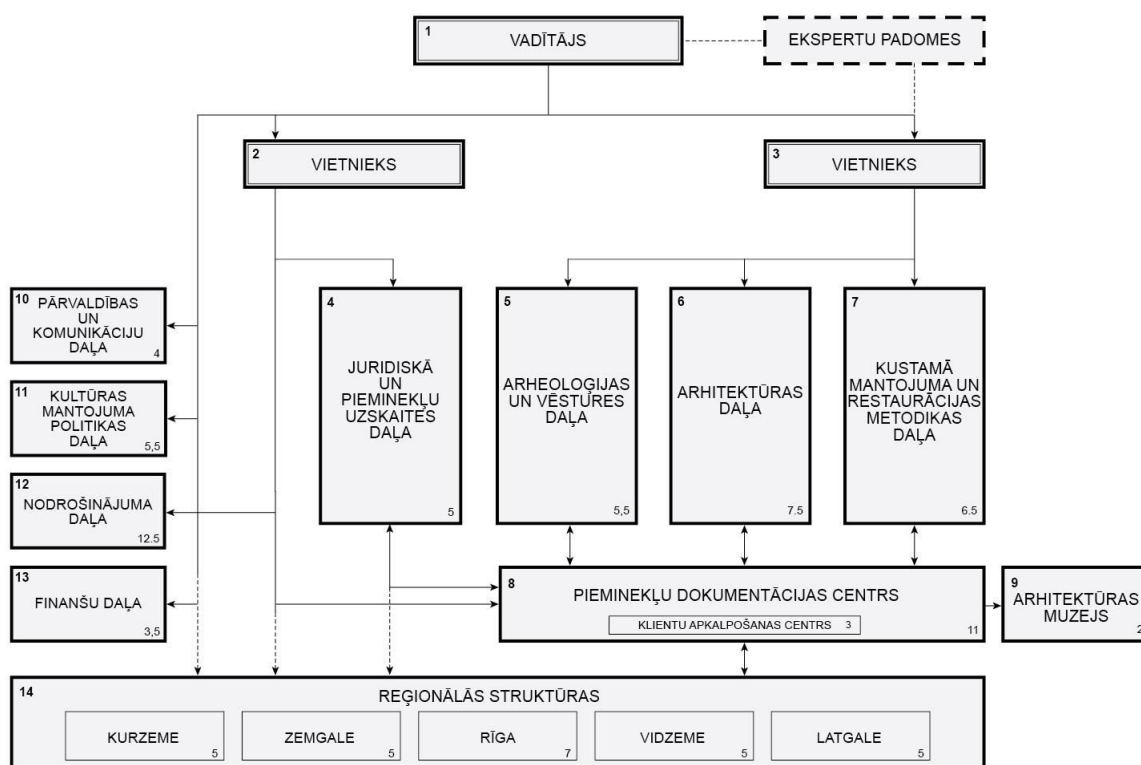 1
VADĪTĀJS
EKSPERTU PADOMES
2
VIETNIEKS
3
VIETNIEKS
10
PĀRVALDĪBAS
UN
KOMUNIKĀCIJU
DAĻA
4
11
KULTŪRAS
MANTOJUMA
POLITIKAS
DAĻA
5,5
12
NODROŠINĀJUMA
DAĻA
12.5
13
FINANŠU DAĻA
3,5
4
JURIDISKĀ
UN
PIEMINEKĻU
UZSKAITES
DAĻA
5
5
ARHEOLOĢIJAS
UN VĒSTURES
DAĻA
5,5
6
ARHITEKTŪRAS
DAĻA
7.5
7
KUSTAMĀ
MANTOJUMA UN
RESTAURĀCIJAS
METODIKAS
DAĻA
6.5
8
PIEMINEKĻU DOKUMENTĀCIJAS CENTRS
KLIENTU APKALPOŠANAS CENTRS 3
11
9
ARHITEKTŪRAS
MUZEJS
2
14
REĢIONĀLĀS STRUKTŪRAS
KURZEME
5
ZEMGALE
5
RĪGA
7
VIDZEME
5
LATGALE
5